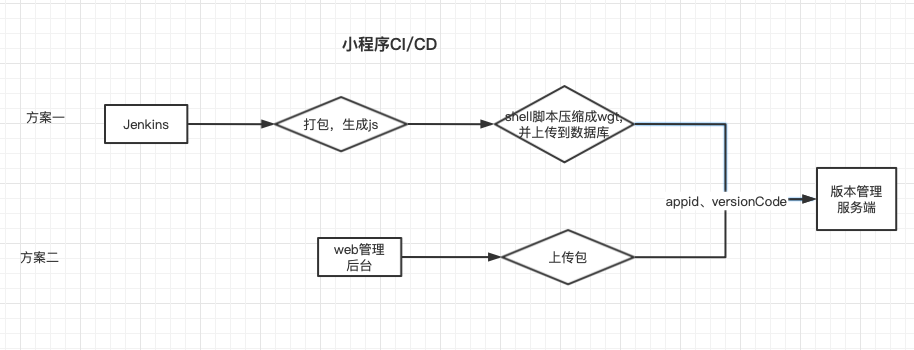 小程序CI/CD
方案一
Jenkins
打包，生成js
shell脚本压缩成wgt,
并上传到数据库
appid、versionCode
版本管理
服务端
方案二
web管理
后台
上传包